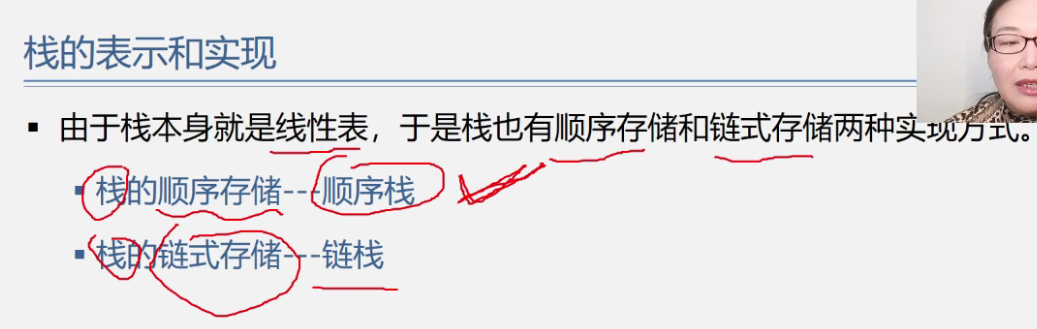 栈的表示和实现
▪ 由于栈本身就是线性表，于是栈也有顺序存储和链式存储两种实现方式。
▪ 栈的顺序存储---顺序栈
▪ 栈的链式存储---链栈